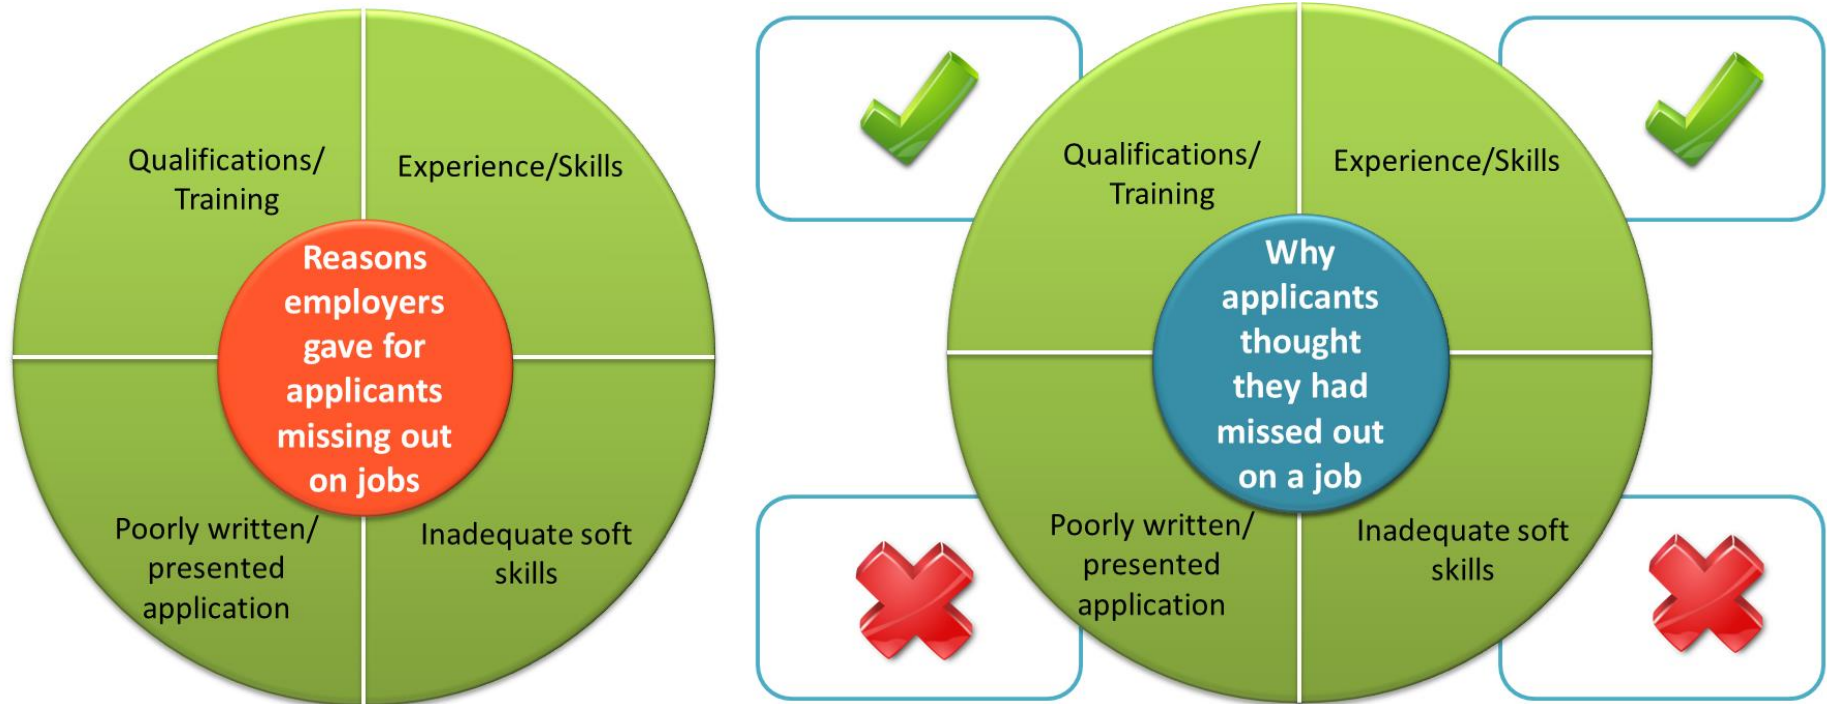 Qualifications/
Training
Experience/Skills
Reasons
employers
gave for
applicants
missing out
on jobs
Poorly written/
presented
application
Inadequate soft
skills
Qualifications/
Training
Experience/Skills
Why
applicants
thought
they had
missed out
on a job
Poorly written/
presented
application
Inadequate soft
skills